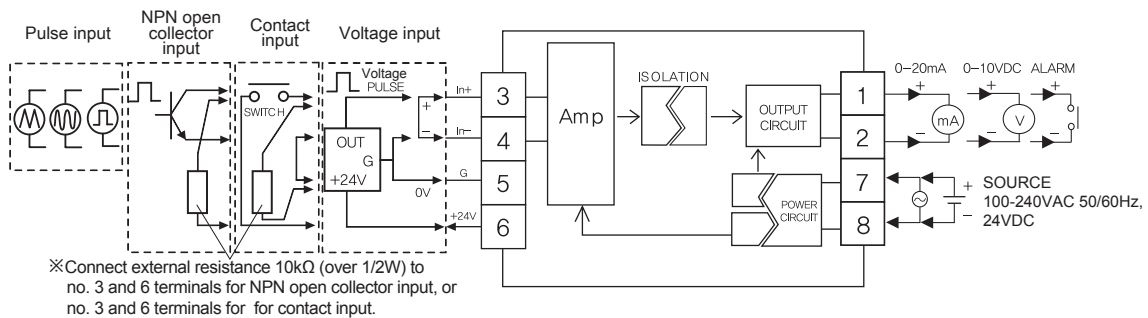 Pulse input
NPN open
collector
input
Contact
input
Voltage input
Voltage
PULSE
SWITCH
OUT
G
+24V
0V
+
−
In+
In−
G
+24V
3
4
5
6
Amp
ISOLATION
OUTPUT
CIRCUIT
POWER
CIRCUIT
1
2
7
8
0-20mA
0-10VDC
ALARM
+
−
mA
+
−
V
+
−
+
−
SOURCE
100-240VAC 50/60Hz,
24VDC
※Connect external resistance 10kΩ (over 1/2W) to
no. 3 and 6 terminals for NPN open collector input, or
no. 3 and 6 terminals for for contact input.